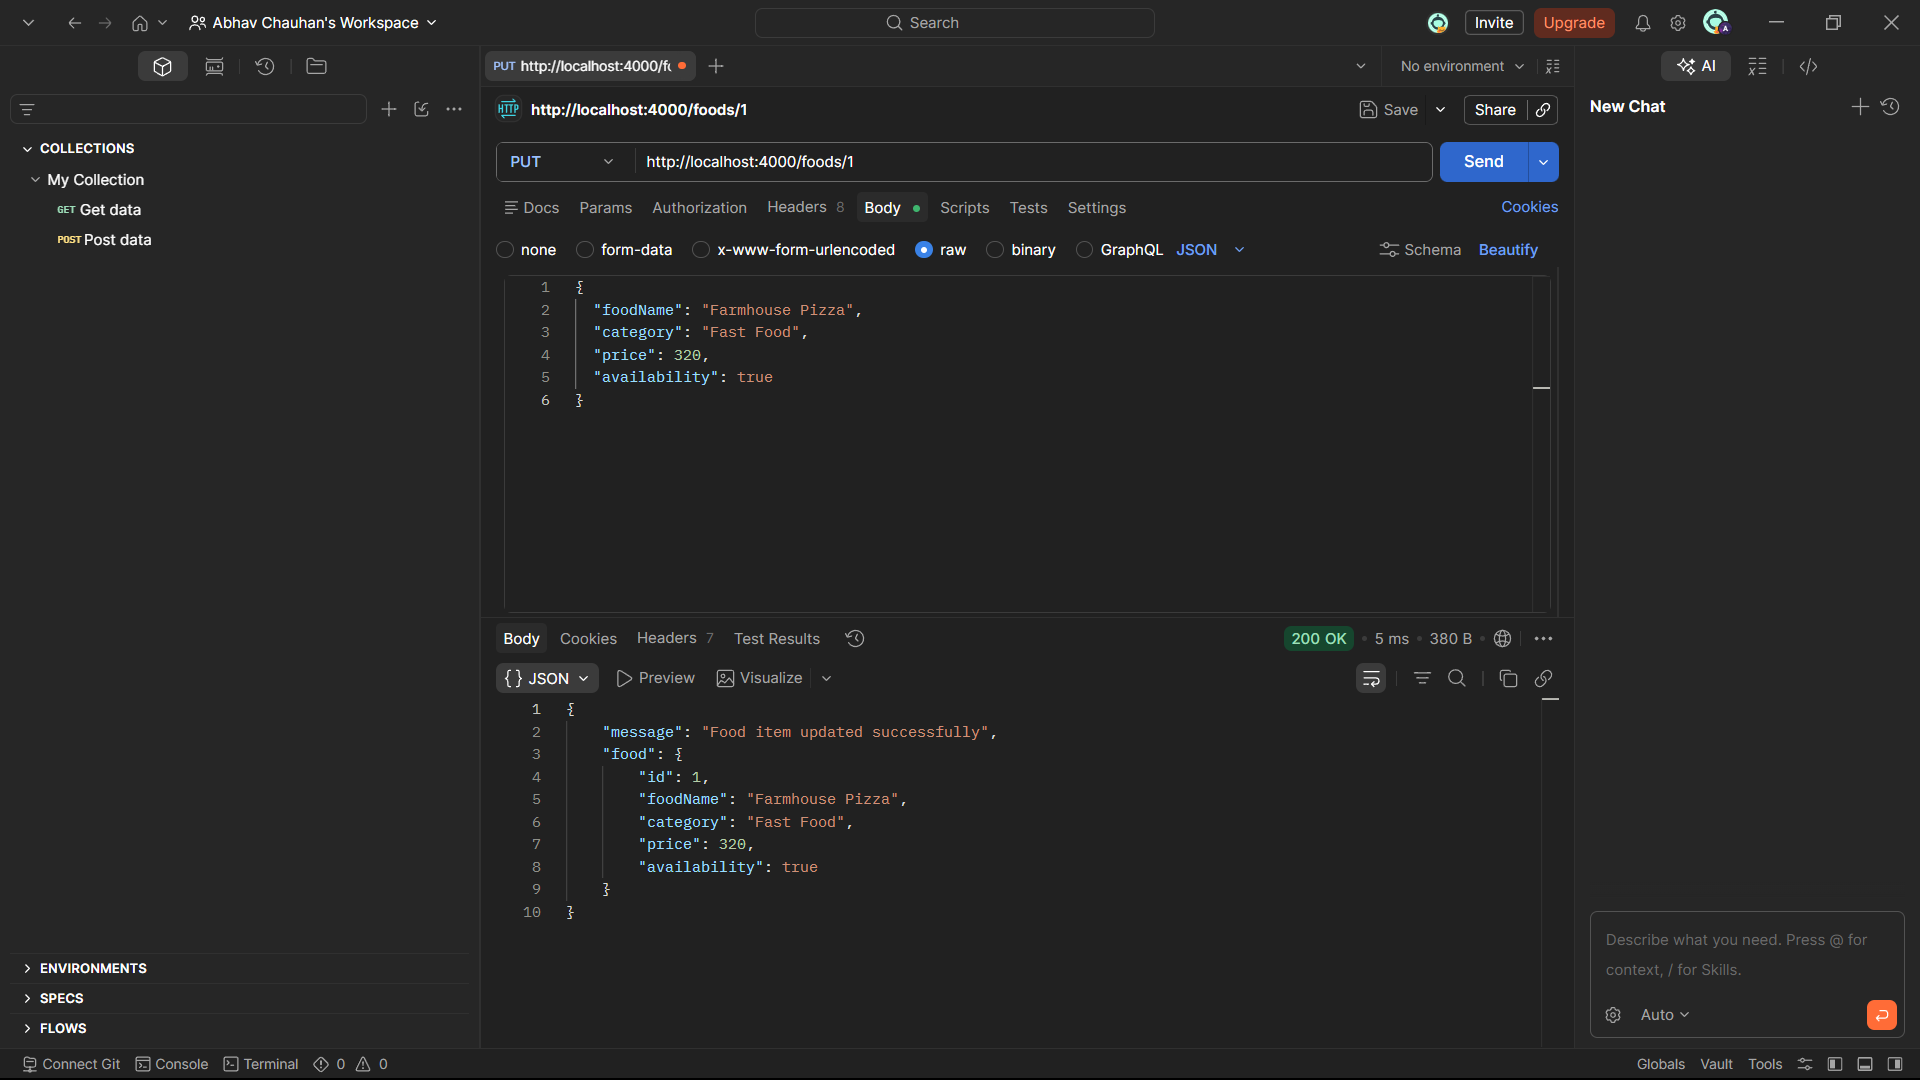 Abhav Chauhan's Workspace
Search
Invite
Upgrade
A
PUT http://localhost:4000/f
No environment
AI
HTTP http://localhost:4000/foods/1
Save
Share
New Chat
COLLECTIONS
My Collection
GET Get data
POST Post data
PUT http://localhost:4000/foods/1
Send
Docs Params Authorization Headers 8 Body Scripts Tests Settings
Cookies
none form-data x-www-form-urlencoded raw binary GraphQL JSON
Schema Beautify
1 {
2 "foodName": "Farmhouse Pizza",
3 "category": "Fast Food",
4 "price": 320,
5 "availability": true
6 }
Body Cookies Headers 7 Test Results
200 OK • 5 ms • 380 B •
{} JSON Preview Visualize
1 {
2 "message": "Food item updated successfully",
3 "food": {
4 "id": 1,
5 "foodName": "Farmhouse Pizza",
6 "category": "Fast Food",
7 "price": 320,
8 "availability": true
9 }
10 }
ENVIRONMENTS
SPECS
FLOWS
Describe what you need. Press @ for
context, / for Skills.
Auto
Connect Git Console Terminal 0 0
Globals Vault Tools